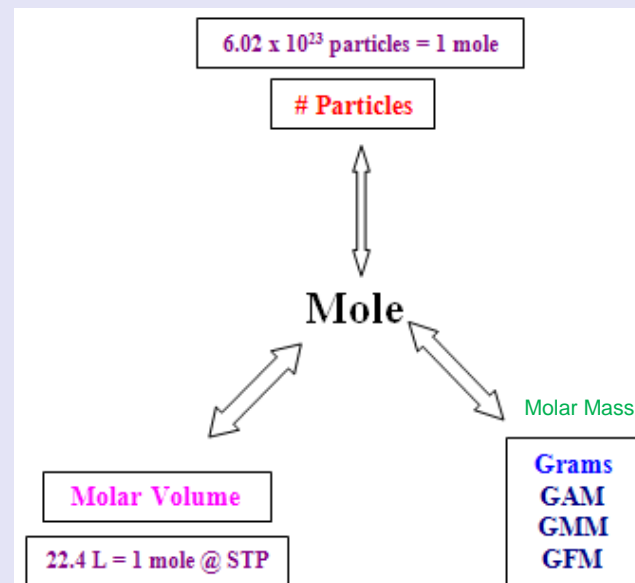 6.02 x 10²³ particles = 1 mole
# Particles
Mole
Molar Mass
Molar Volume
22.4 L = 1 mole @ STP
Grams
GAM
GMM
GFM